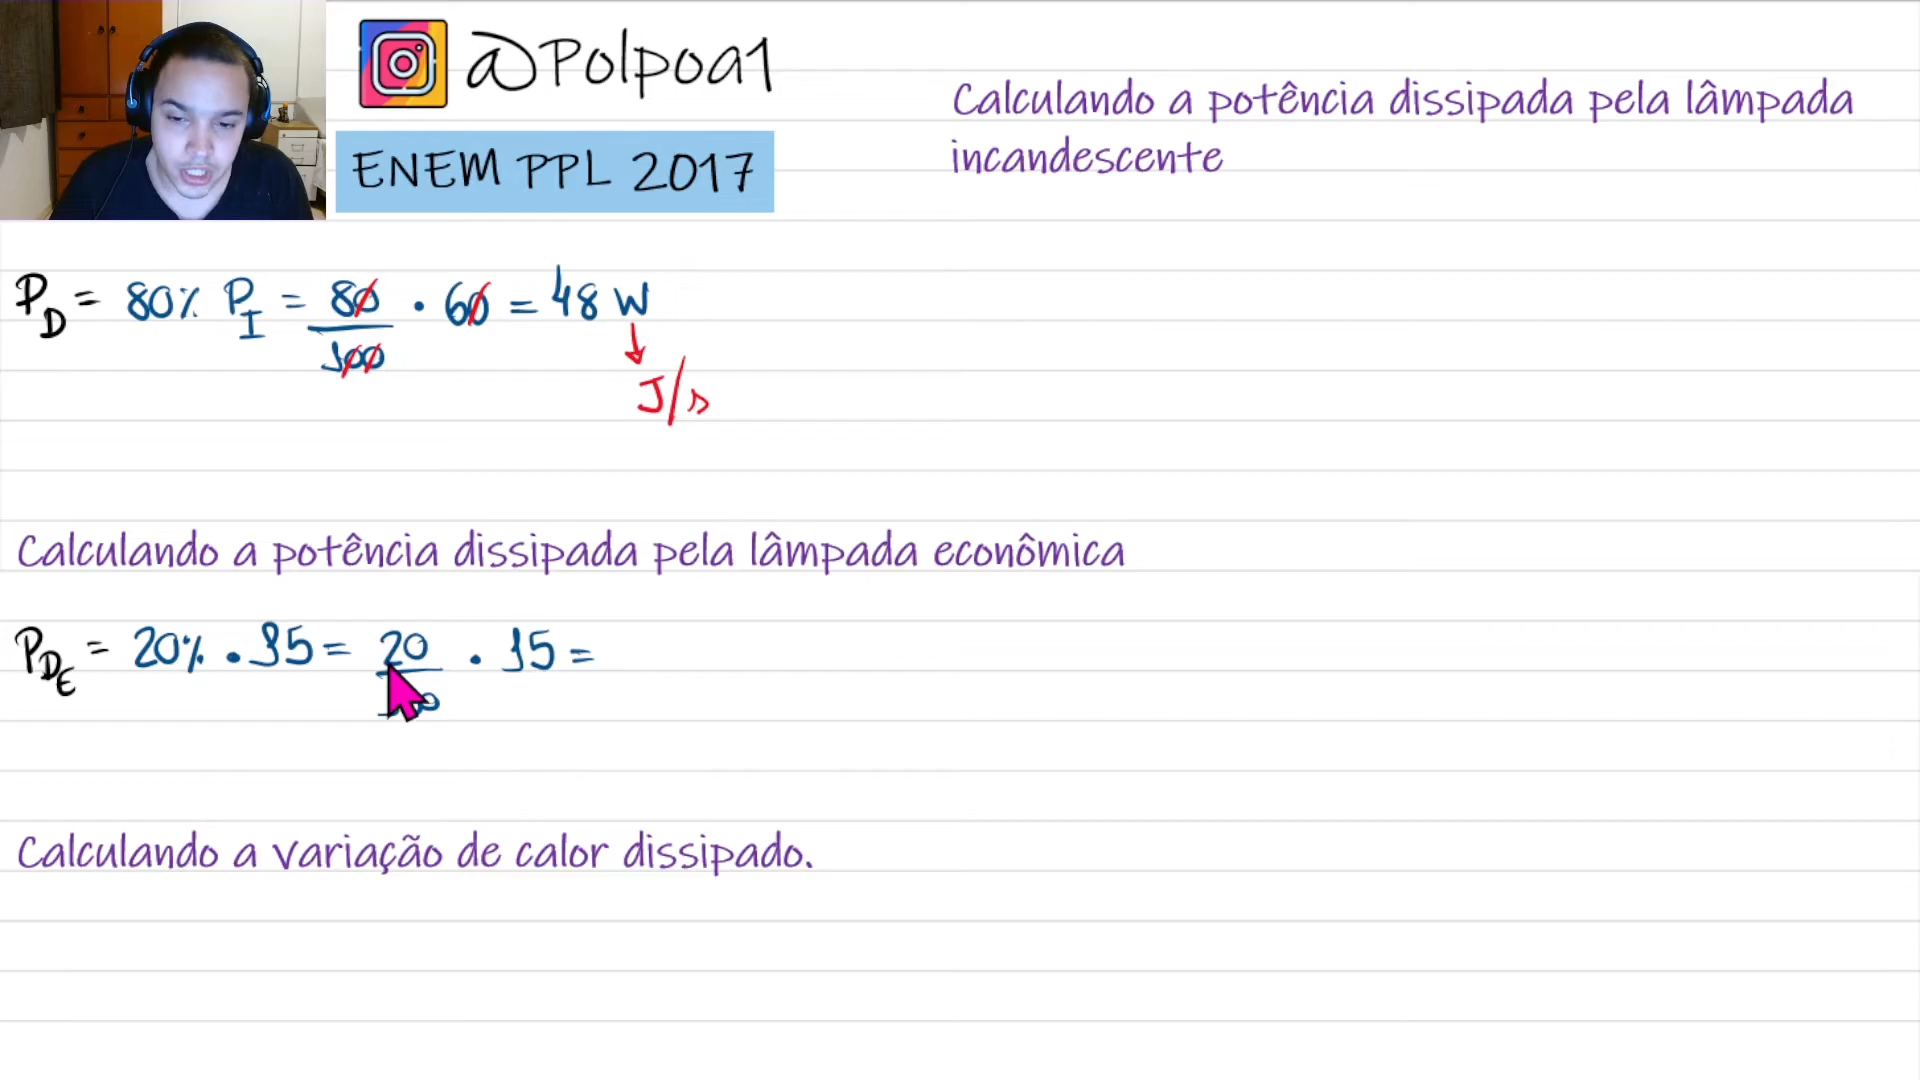 @Polpoa1
ENEM PPL 2017
Calculando a potência dissipada pela lâmpada
incandescente
P_D = 80% P_I = 80/100 · 60 = 48 W
J/s
Calculando a potência dissipada pela lâmpada econômica
P_DE = 20% · 15 = 20/100 · 15 =
Calculando a variação de calor dissipado.